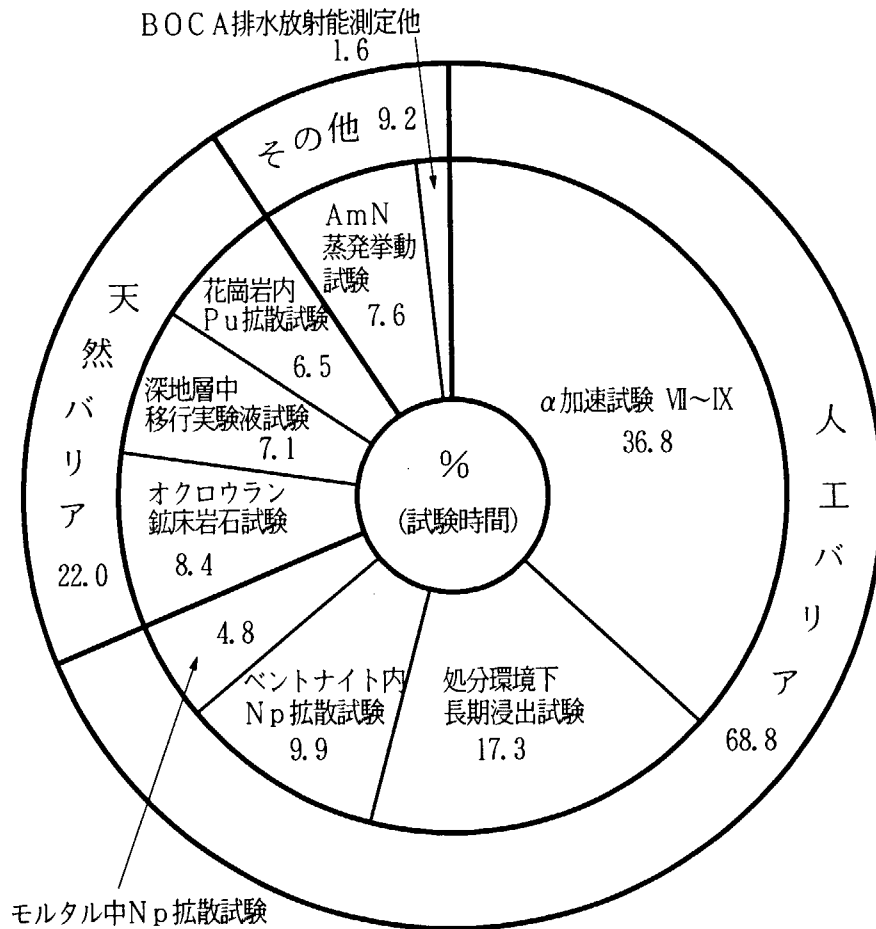 BOCA排水放射能測定他
1.6
その他 9.2
AmN
蒸発挙動
試験
7.6
花崗岩内
Pu拡散試験
6.5
天然バリア
22.0
深地層中
移行実験液試験
7.1
オクロウラン
鉱床岩石試験
8.4
%
(試験時間)
α加速試験 Ⅶ～Ⅸ
36.8
人工バリア
68.8
4.8
ベントナイト内
Np拡散試験
9.9
処分環境下
長期浸出試験
17.3
モルタル中Np拡散試験